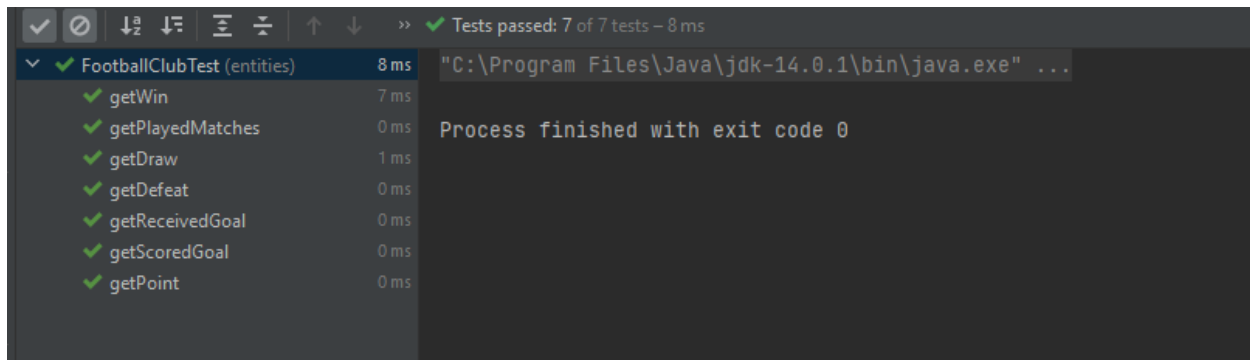 Tests passed: 7 of 7 tests – 8 ms
FootballClubTest (entities) 8 ms
getWin 7 ms
getPlayedMatches 0 ms
getDraw 1 ms
getDefeat 0 ms
getReceivedGoal 0 ms
getScoredGoal 0 ms
getPoint 0 ms
"C:\Program Files\Java\jdk-14.0.1\bin\java.exe" ...
Process finished with exit code 0